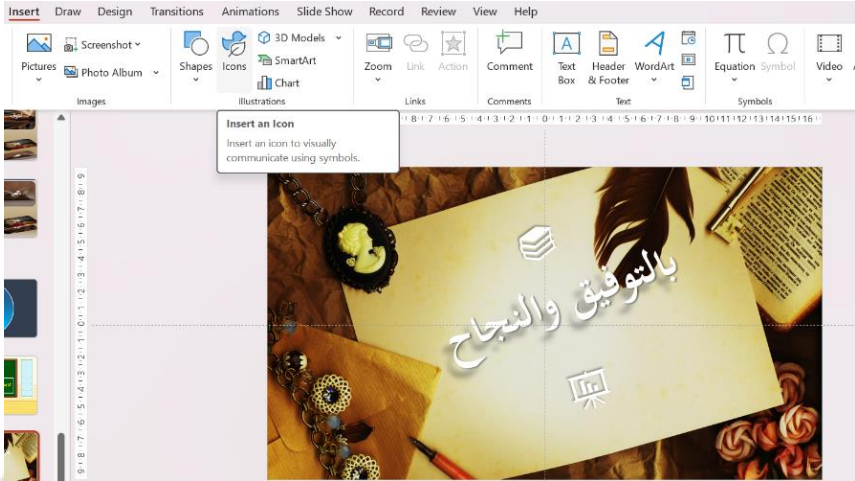 Insert Draw Design Transitions Animations Slide Show Record Review View Help
Pictures
Screenshot
Photo Album
Images
Shapes
Icons
3D Models
SmartArt
Chart
Illustrations
Zoom
Link
Action
Links
Comment
Comments
Text
Box
Header
& Footer
WordArt
Text
Equation
Symbol
Symbols
Video
Insert an Icon
Insert an icon to visually
communicate using symbols.
بالتوفيق والنجاح